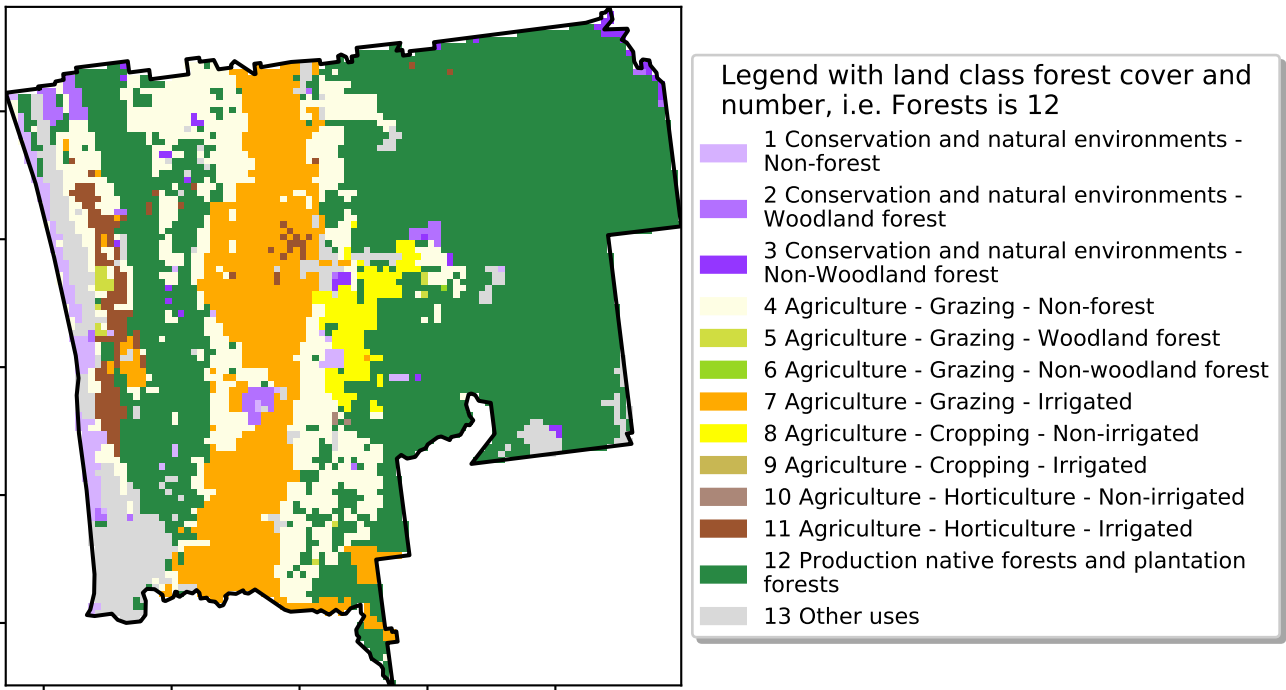 Legend with land class forest cover and
number, i.e. Forests is 12
1 Conservation and natural environments -
Non-forest
2 Conservation and natural environments -
Woodland forest
3 Conservation and natural environments -
Non-Woodland forest
4 Agriculture - Grazing - Non-forest
5 Agriculture - Grazing - Woodland forest
6 Agriculture - Grazing - Non-woodland forest
7 Agriculture - Grazing - Irrigated
8 Agriculture - Cropping - Non-irrigated
9 Agriculture - Cropping - Irrigated
10 Agriculture - Horticulture - Non-irrigated
11 Agriculture - Horticulture - Irrigated
12 Production native forests and plantation
forests
13 Other uses